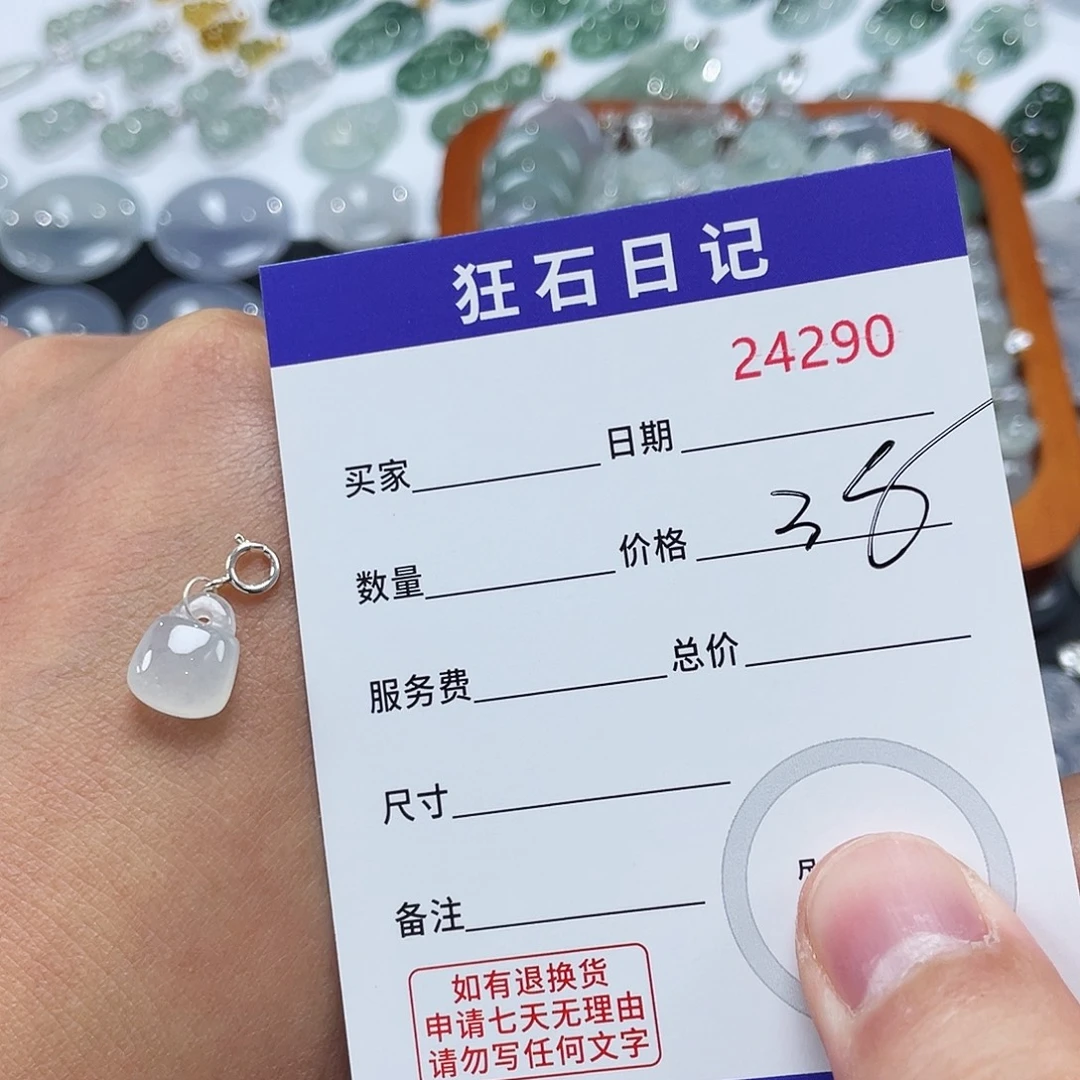 狂石日记
24290
买家 日期
数量 价格 38
服务费 总价
尺寸
备注
如有退换货
申请七天无理由
请勿写任何文字